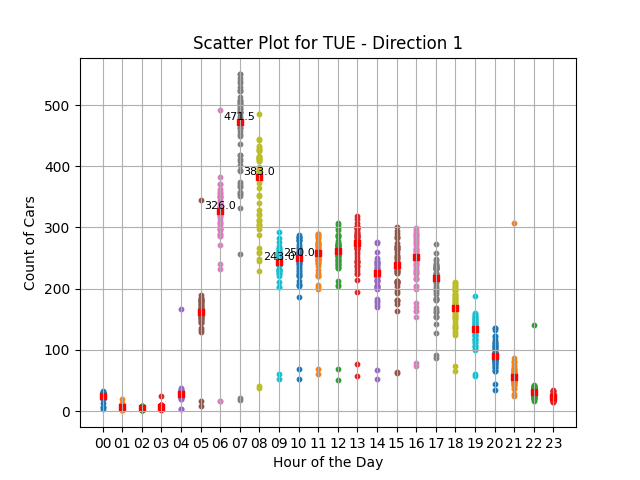 Scatter Plot for TUE - Direction 1
500
400
300
200
100
0
Count of Cars
471.5
383.0
326.0
243.0
250.0
00 01 02 03 04 05 06 07 08 09 10 11 12 13 14 15 16 17 18 19 20 21 22 23
Hour of the Day